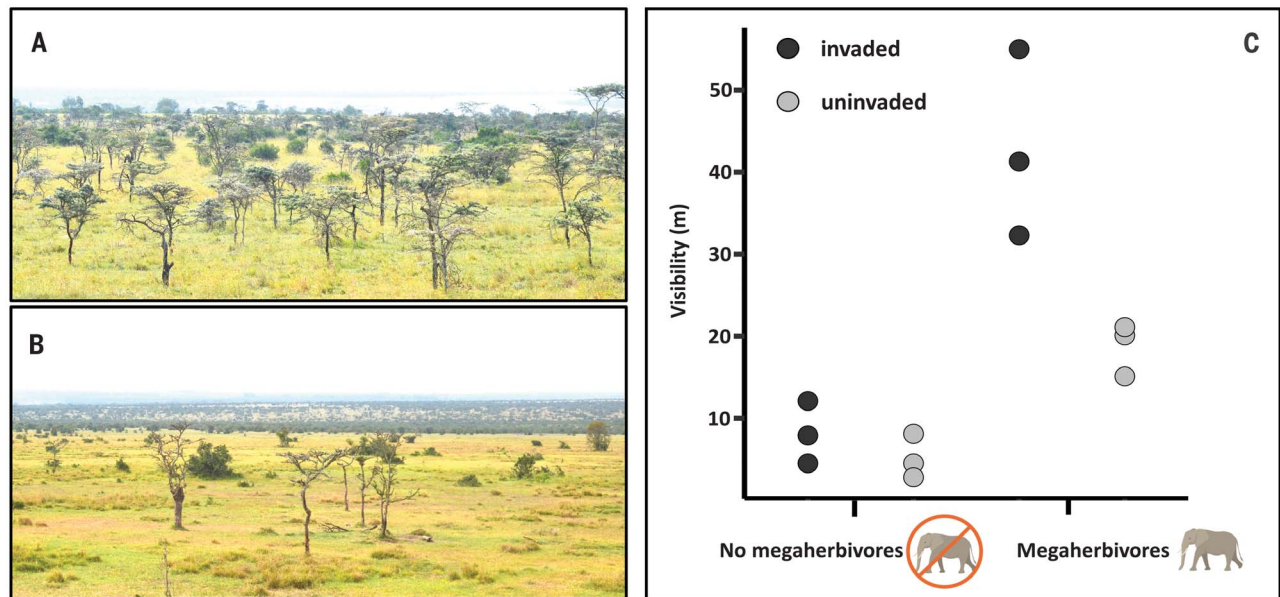 A
B
C
invaded
uninvaded
50
40
30
20
10
Visibility (m)
No megaherbivores
Megaherbivores